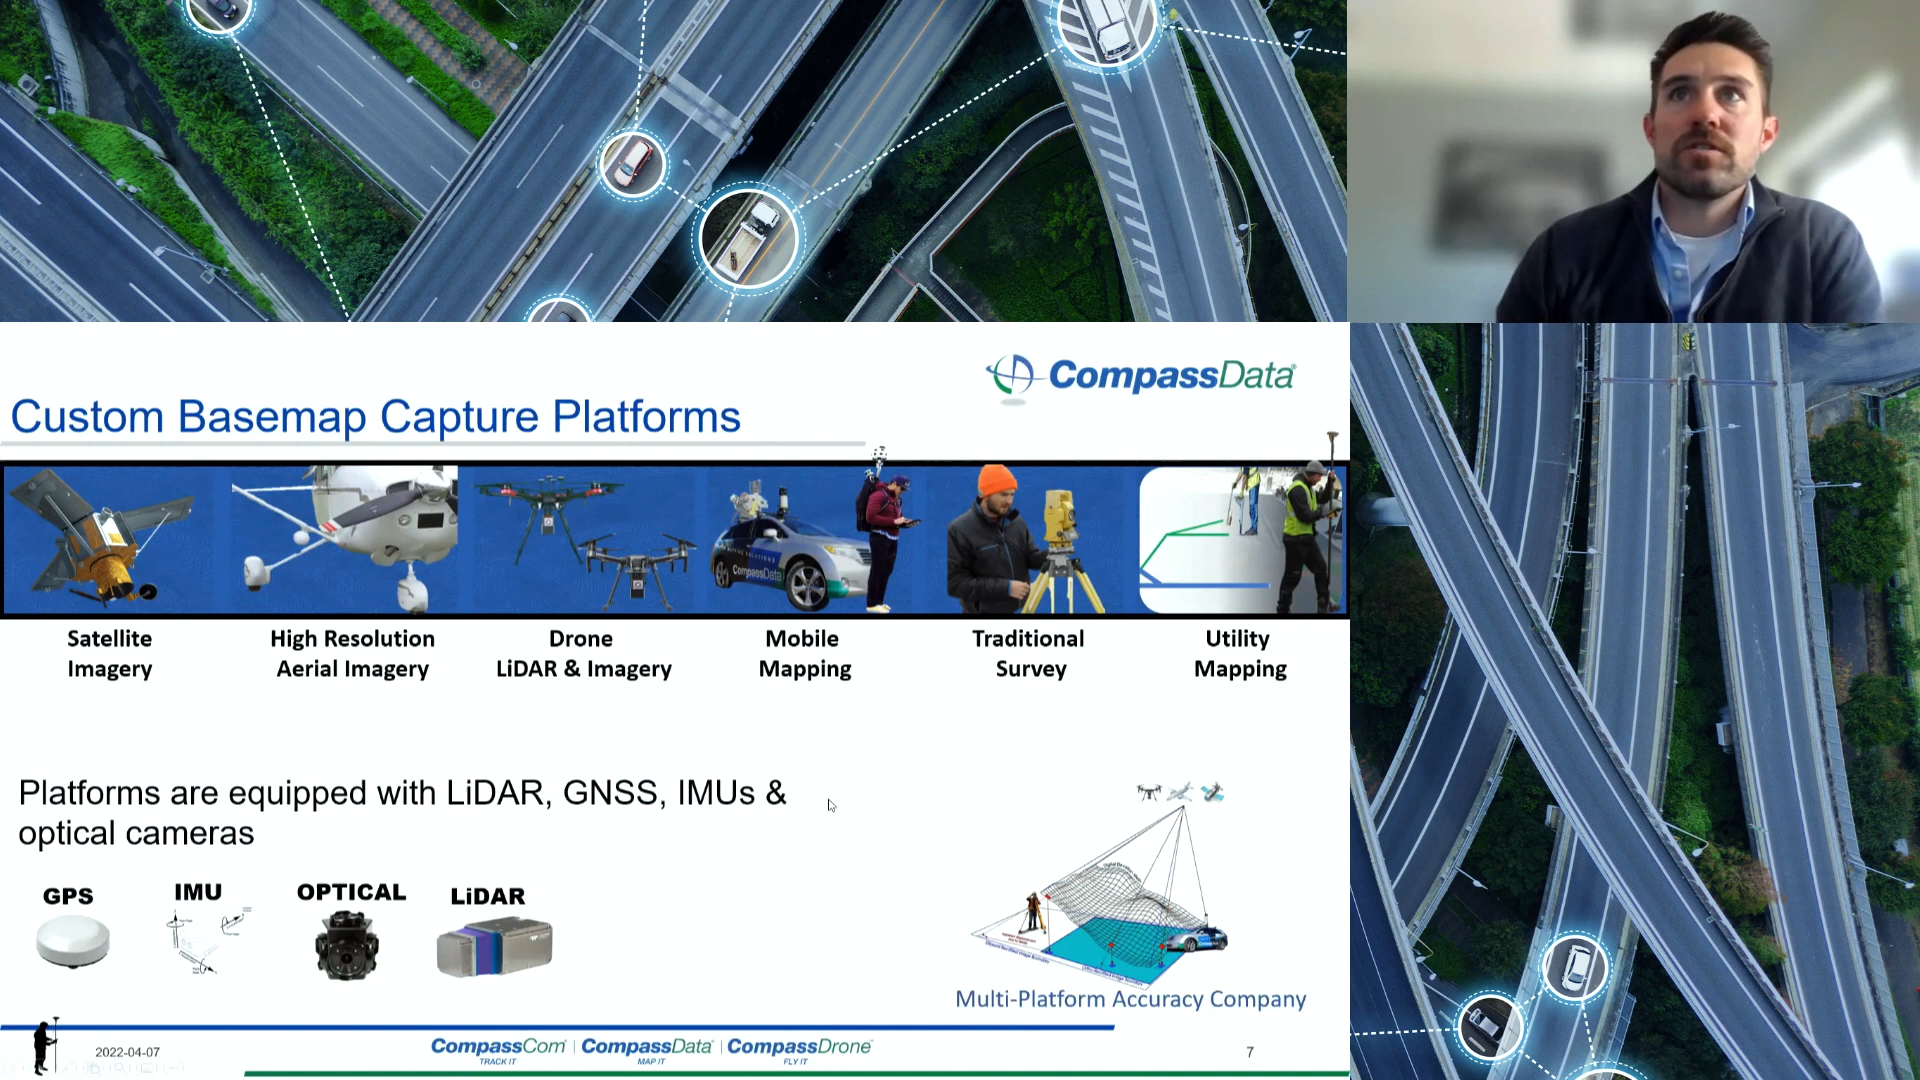 CompassData
Custom Basemap Capture Platforms
CompassData
Satellite
Imagery
High Resolution
Aerial Imagery
Drone
LiDAR & Imagery
Mobile
Mapping
Traditional
Survey
Utility
Mapping
Platforms are equipped with LiDAR, GNSS, IMUs &
optical cameras
GPS
IMU
OPTICAL
LiDAR
Multi-Platform Accuracy Company
2022-04-07
CompassCom | CompassData | CompassDrone
TRACK IT
MAP IT
FLY IT
7